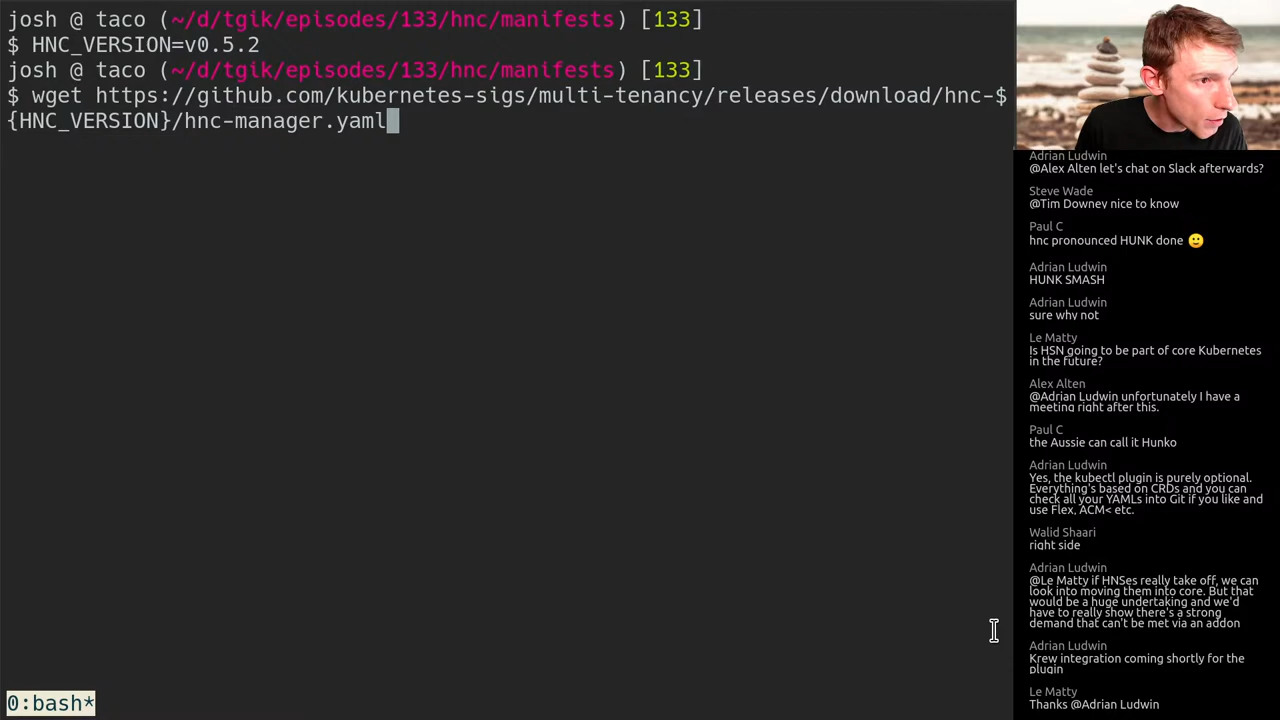 josh @ taco (~/d/tgik/episodes/133/hnc/manifests) [133]
$ HNC_VERSION=v0.5.2
josh @ taco (~/d/tgik/episodes/133/hnc/manifests) [133]
$ wget https://github.com/kubernetes-sigs/multi-tenancy/releases/download/hnc-$
{HNC_VERSION}/hnc-manager.yaml
0:bash*
Adrian Ludwin
@Alex Alten let's chat on Slack afterwards?
Steve Wade
@Tim Downey nice to know
Paul C
hnc pronounced HUNK done 🙂
Adrian Ludwin
HUNK SMASH
Adrian Ludwin
sure why not
Le Matty
Is HSN going to be part of core Kubernetes
in the future?
Alex Alten
@Adrian Ludwin unfortunately I have a
meeting right after this.
Paul C
the Aussie can call it Hunko
Adrian Ludwin
Yes, the kubectl plugin is purely optional.
Everything's based on CRDs and you can
check all your YAMLs into Git if you like and
use Flex, ACM< etc.
Walid Shaari
right side
Adrian Ludwin
@Le Matty if HNSes really take off, we can
look into moving them into core. But that
would be a huge undertaking and we'd
have to really show there's a strong
demand that can't be met via an addon
Adrian Ludwin
Krew integration coming shortly for the
plugin
Le Matty
Thanks @Adrian Ludwin